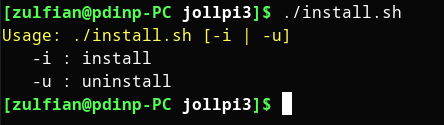 [zulfian@pdinp-PC jollpi3]$ ./install.sh
Usage: ./install.sh [-i | -u]
   -i : install
   -u : uninstall
[zulfian@pdinp-PC jollpi3]$